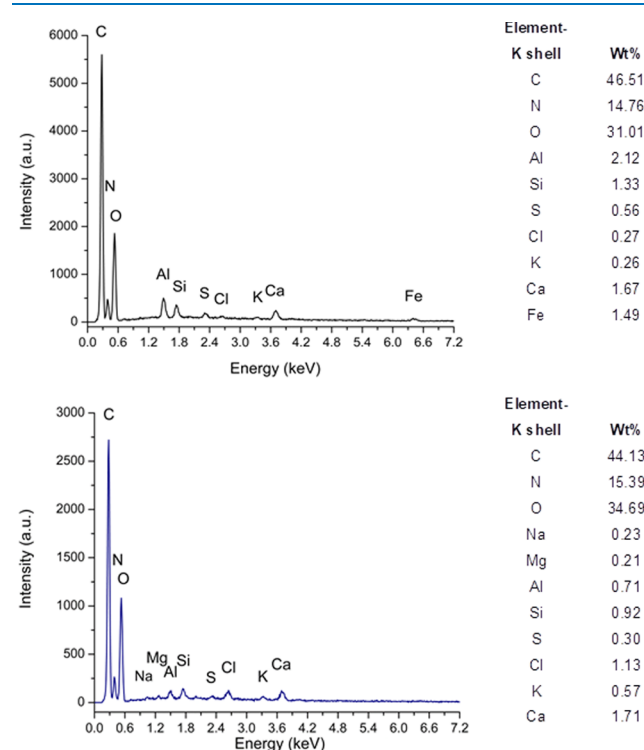 Element-
K shell Wt%
C 46.51
N 14.76
O 31.01
Al 2.12
Si 1.33
S 0.56
Cl 0.27
K 0.26
Ca 1.67
Fe 1.49
6000
5000
4000
3000
2000
1000
0
Intensity (a.u.)
C
N
O
Al
Si
S
Cl
K
Ca
Fe
0.0 0.6 1.2 1.8 2.4 3.0 3.6 4.2 4.8 5.4 6.0 6.6 7.2
Energy (keV)
Element-
K shell Wt%
C 44.13
N 15.39
O 34.69
Na 0.23
Mg 0.21
Al 0.71
Si 0.92
S 0.30
Cl 1.13
K 0.57
Ca 1.71
3000
2500
2000
1500
1000
500
0
Intensity (a.u.)
C
N
O
Na
Mg
Al
Si
S
Cl
K
Ca
0.0 0.6 1.2 1.8 2.4 3.0 3.6 4.2 4.8 5.4 6.0 6.6 7.2
Energy (keV)